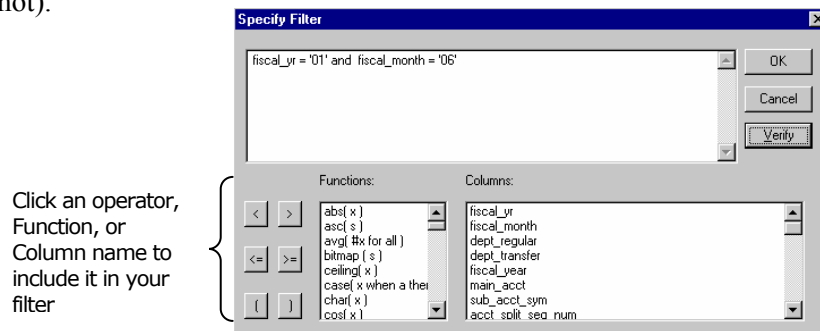 not).
Specify Filter
fiscal_yr = '01' and fiscal_month = '06'
OK
Cancel
Verify
Click an operator,
Function, or
Column name to
include it in your
filter
Functions:
Columns:
< >
<= >=
( )
abs( x )
asc( s )
avg( #x for all )
bitmap ( s )
ceiling( x )
case( x when a the
char( x )
cos( x )
fiscal_yr
fiscal_month
dept_regular
dept_transfer
fiscal_year
main_acct
sub_acct_sym
acct_split_seq_num